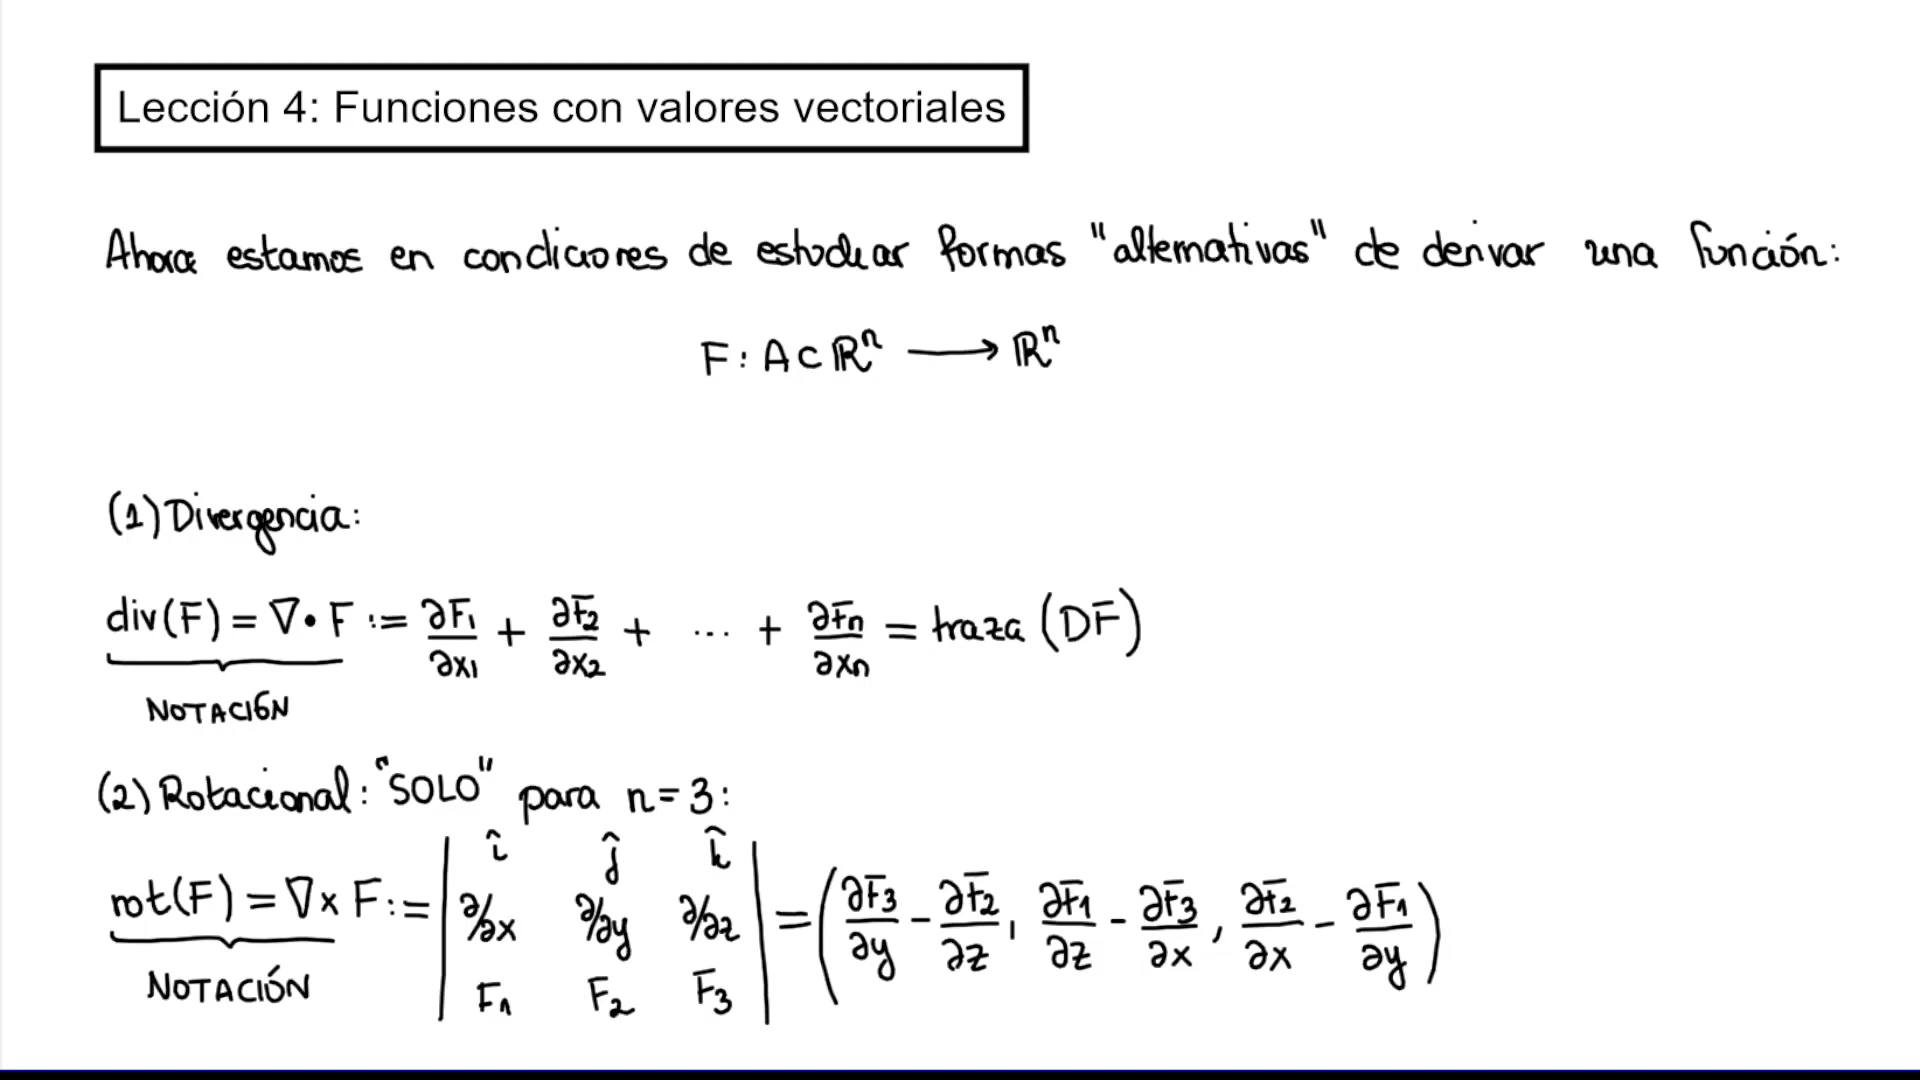 Lección 4: Funciones con valores vectoriales
Ahora estamos en condiciones de estudiar formas "alternativas" de derivar una función:
F : A ⊂ ℝⁿ ⟶ ℝⁿ
(1) Divergencia:
div(F) = ∇• F := ∂F₁/∂x₁ + ∂F₂/∂x₂ + ... + ∂Fn/∂xn = traza (DF)
NOTACIÓN
(2) Rotacional: "SOLO" para n=3:
rot(F) = ∇× F := | î ĵ k̂ ; ∂/∂x ∂/∂y ∂/∂z ; F₁ F₂ F₃ | = (∂F₃/∂y - ∂F₂/∂z, ∂F₁/∂z - ∂F₃/∂x, ∂F₂/∂x - ∂F₁/∂y)
NOTACIÓN